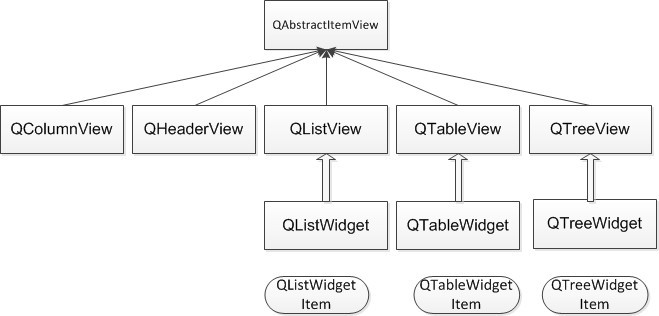 QAbstractItemView
QColumnView
QHeaderView
QListView
QTableView
QTreeView
QListWidget
QTableWidget
QTreeWidget
QListWidget
Item
QTableWidget
Item
QTreeWidget
Item